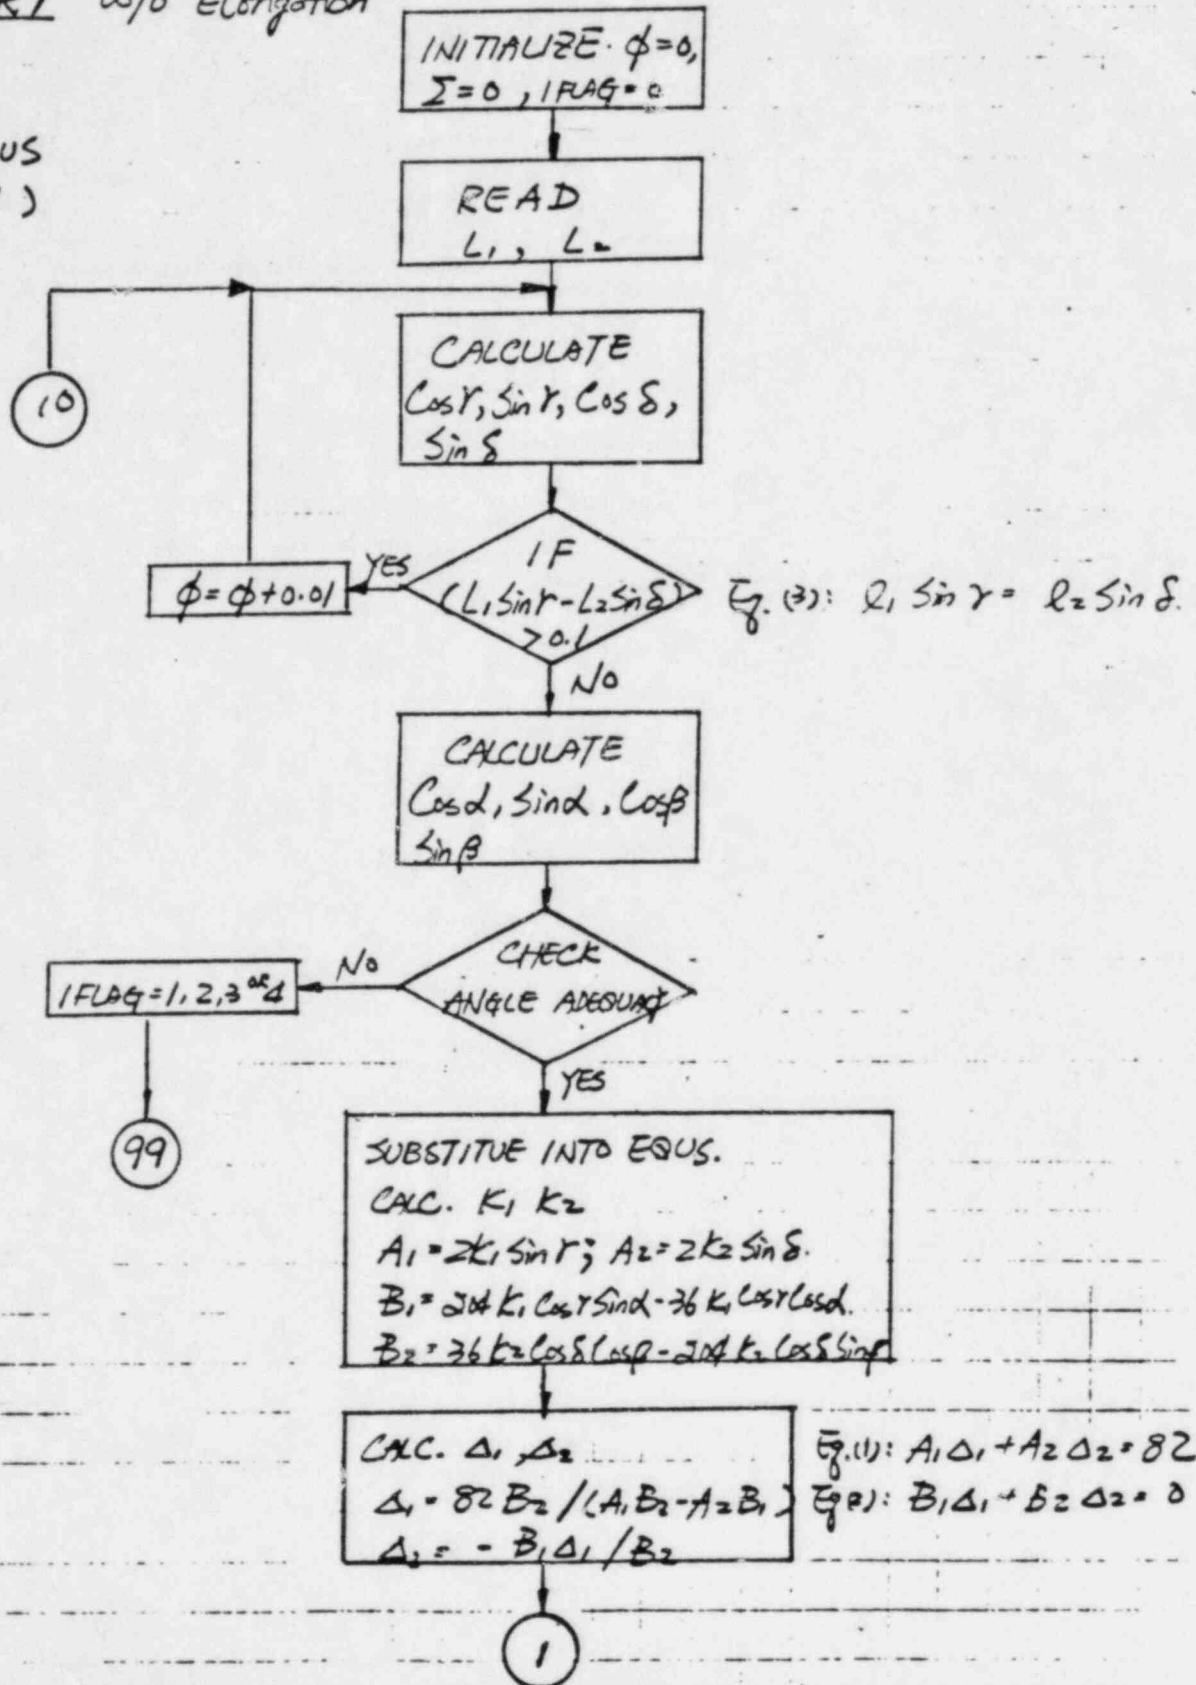 w/o Elongation
INITIALIZE. φ=0,
Σ=0, IFLAG=0
US
)
READ
L₁, L₂
10
CALCULATE
Cos γ, Sin γ, Cos δ,
Sin δ
IF
(L₁ Sin γ - L₂ Sin δ)
>0.1
YES
φ=φ+0.01
Eq. (3): ℓ₁ Sin γ = ℓ₂ Sin δ.
NO
CALCULATE
Cos α, Sin α, Cos β
Sin β
CHECK
ANGLE ADEQUACY
NO
IFLAG=1, 2, 3 or 4
99
YES
SUBSTITUE INTO EQUS.
CALC. K₁ K₂
A₁ = 2K₁ Sin γ; A₂ = 2K₂ Sin δ.
B₁ = 204 K₁ Cos γ Sin α - 36 K₁ Cos γ Cos α.
B₂ = 36 K₂ Cos δ Cos β - 204 K₂ Cos δ Sin β
CALC. Δ₁, Δ₂
Δ₁ = 82 B₂ / (A₁B₂ - A₂B₁)
Δ₂ = - B₁Δ₁ / B₂
Eq. (1): A₁Δ₁ + A₂Δ₂ = 82
Eq (2): B₁Δ₁ + B₂Δ₂ = 0
1